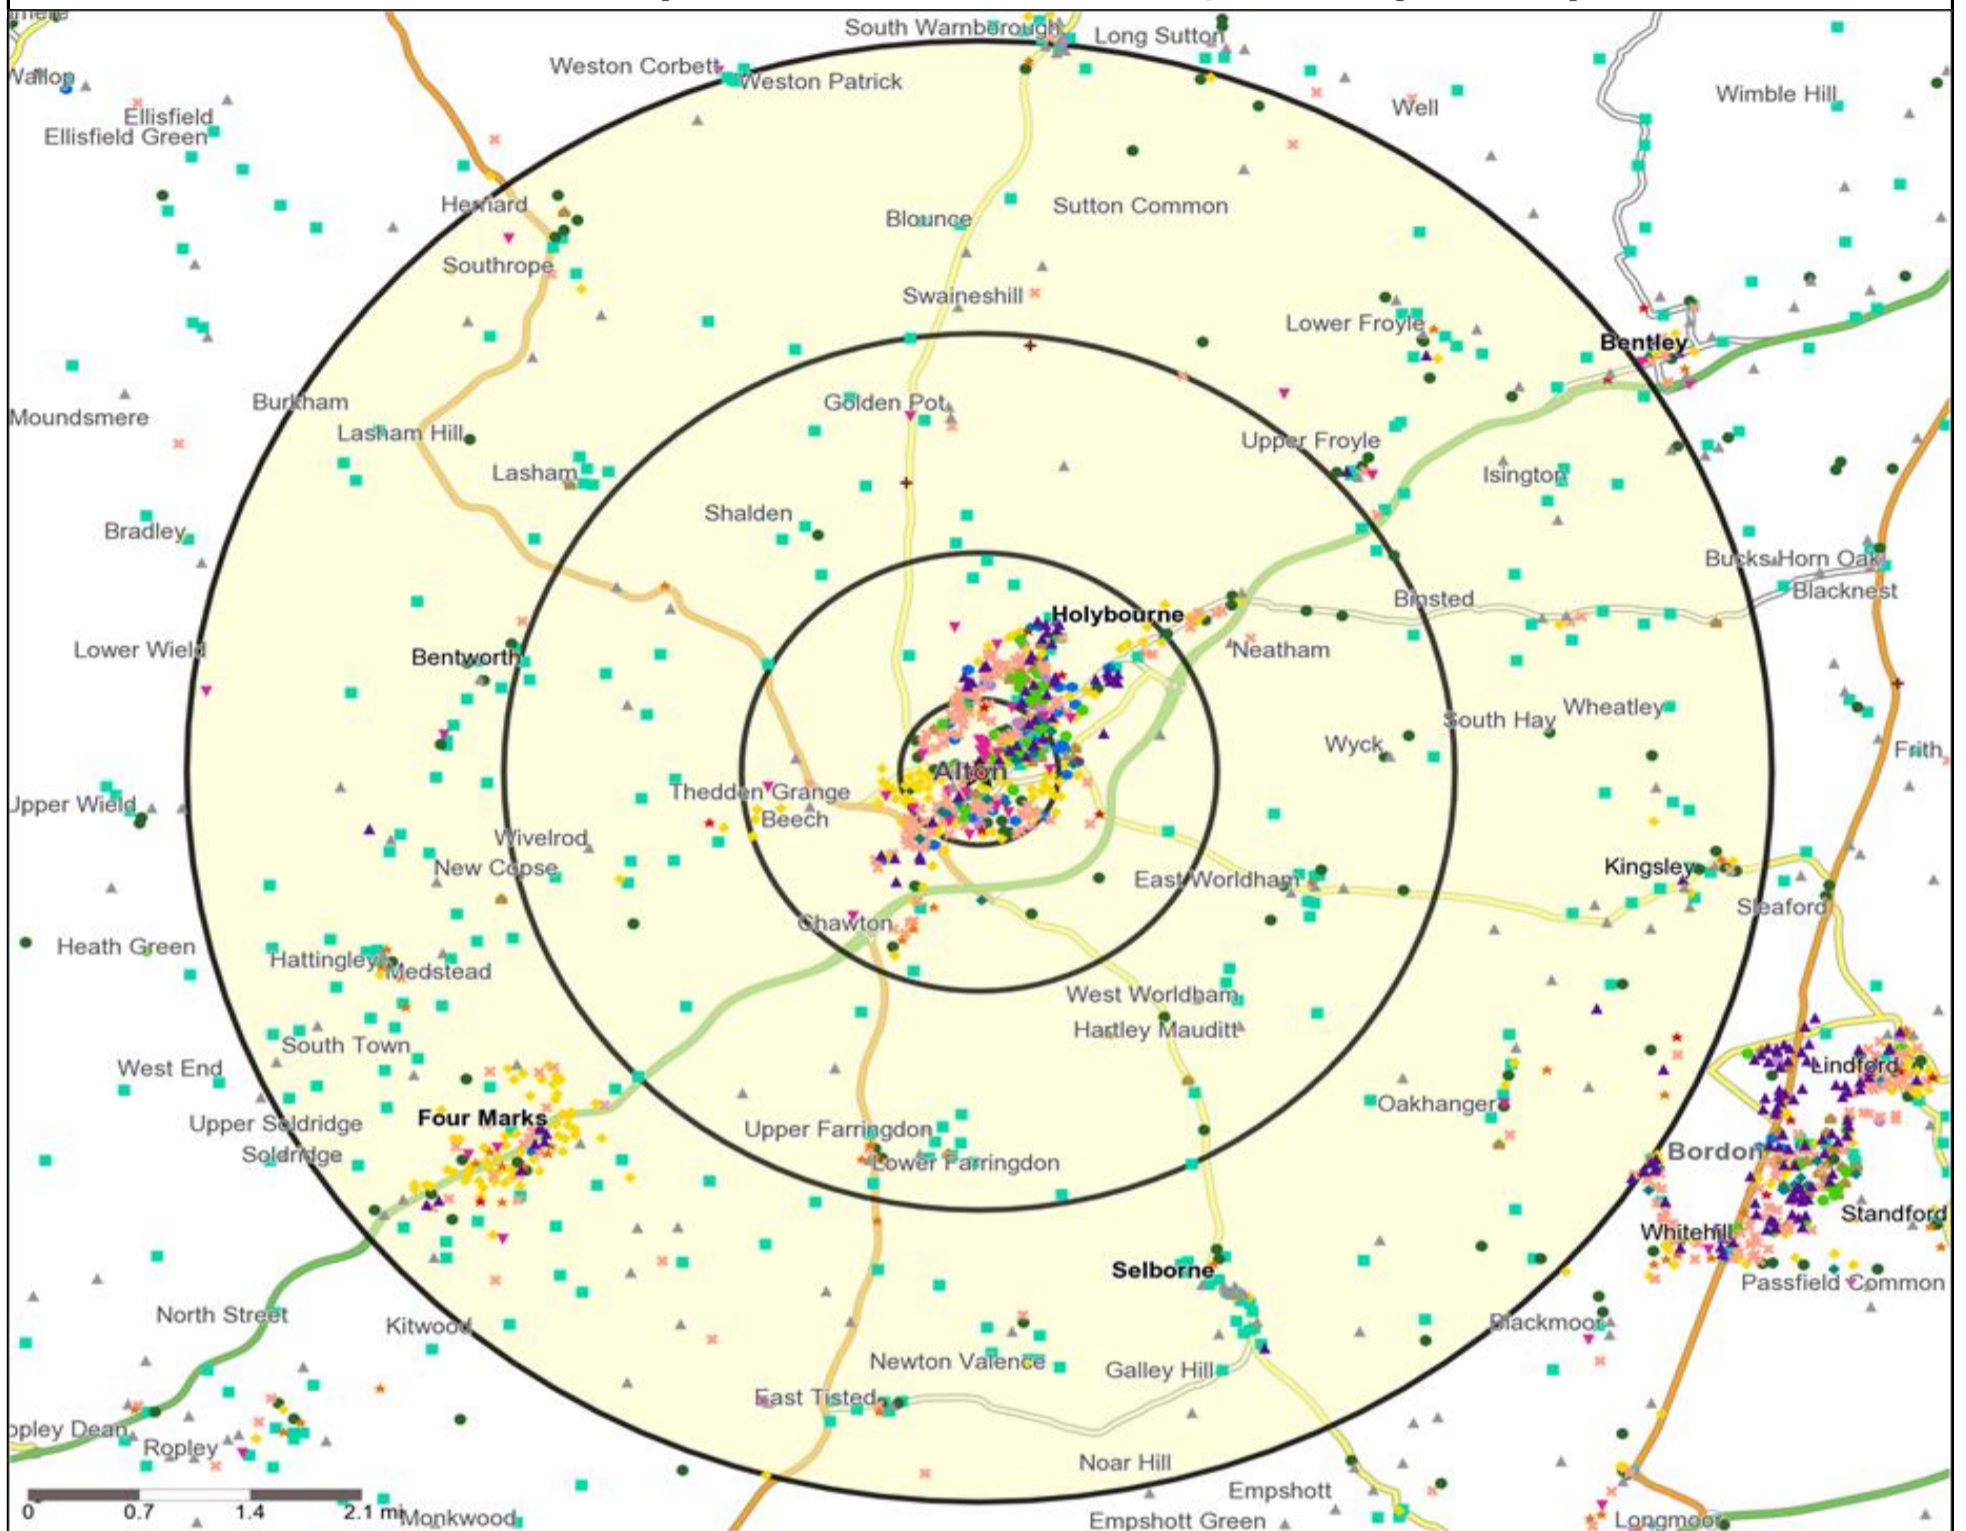 South Warnborough
Long Sutton
Weston Corbett
Weston Patrick
Wallop
Ellisfield
Ellisfield Green
Well
Wimble Hill
Herriard
Blounce
Sutton Common
Southrope
Swaineshill
Lower Froyle
Bentley
Burkham
Golden Pot
Moundsmere
Lasham Hill
Upper Froyle
Lasham
Isington
Shalden
Bradley
Bucks Horn Oak
Blacknest
Binsted
Holybourne
Lower Wield
Bentworth
Neatham
South Hay
Wheatley
Wyck
Frith
Alton
Thedden Grange
Upper Wield
Beech
Wivelrod
New Copse
East Worldham
Kingsley
Sleaford
Chawton
Heath Green
Hattingley
Medstead
West Worldham
Hartley Mauditt
South Town
West End
Lindford
Oakhanger
Four Marks
Upper Soldridge
Soldridge
Upper Farringdon
Lower Farringdon
Bordon
Standford
Whitehill
Selborne
Passfield Common
North Street
Kitwood
Blackmoor
Newton Valence
Galley Hill
East Tisted
opley Dean
Ropley
Noar Hill
Empshott
Empshott Green
Longmoor
Monkwood
0 0.7 1.4 2.1 mi